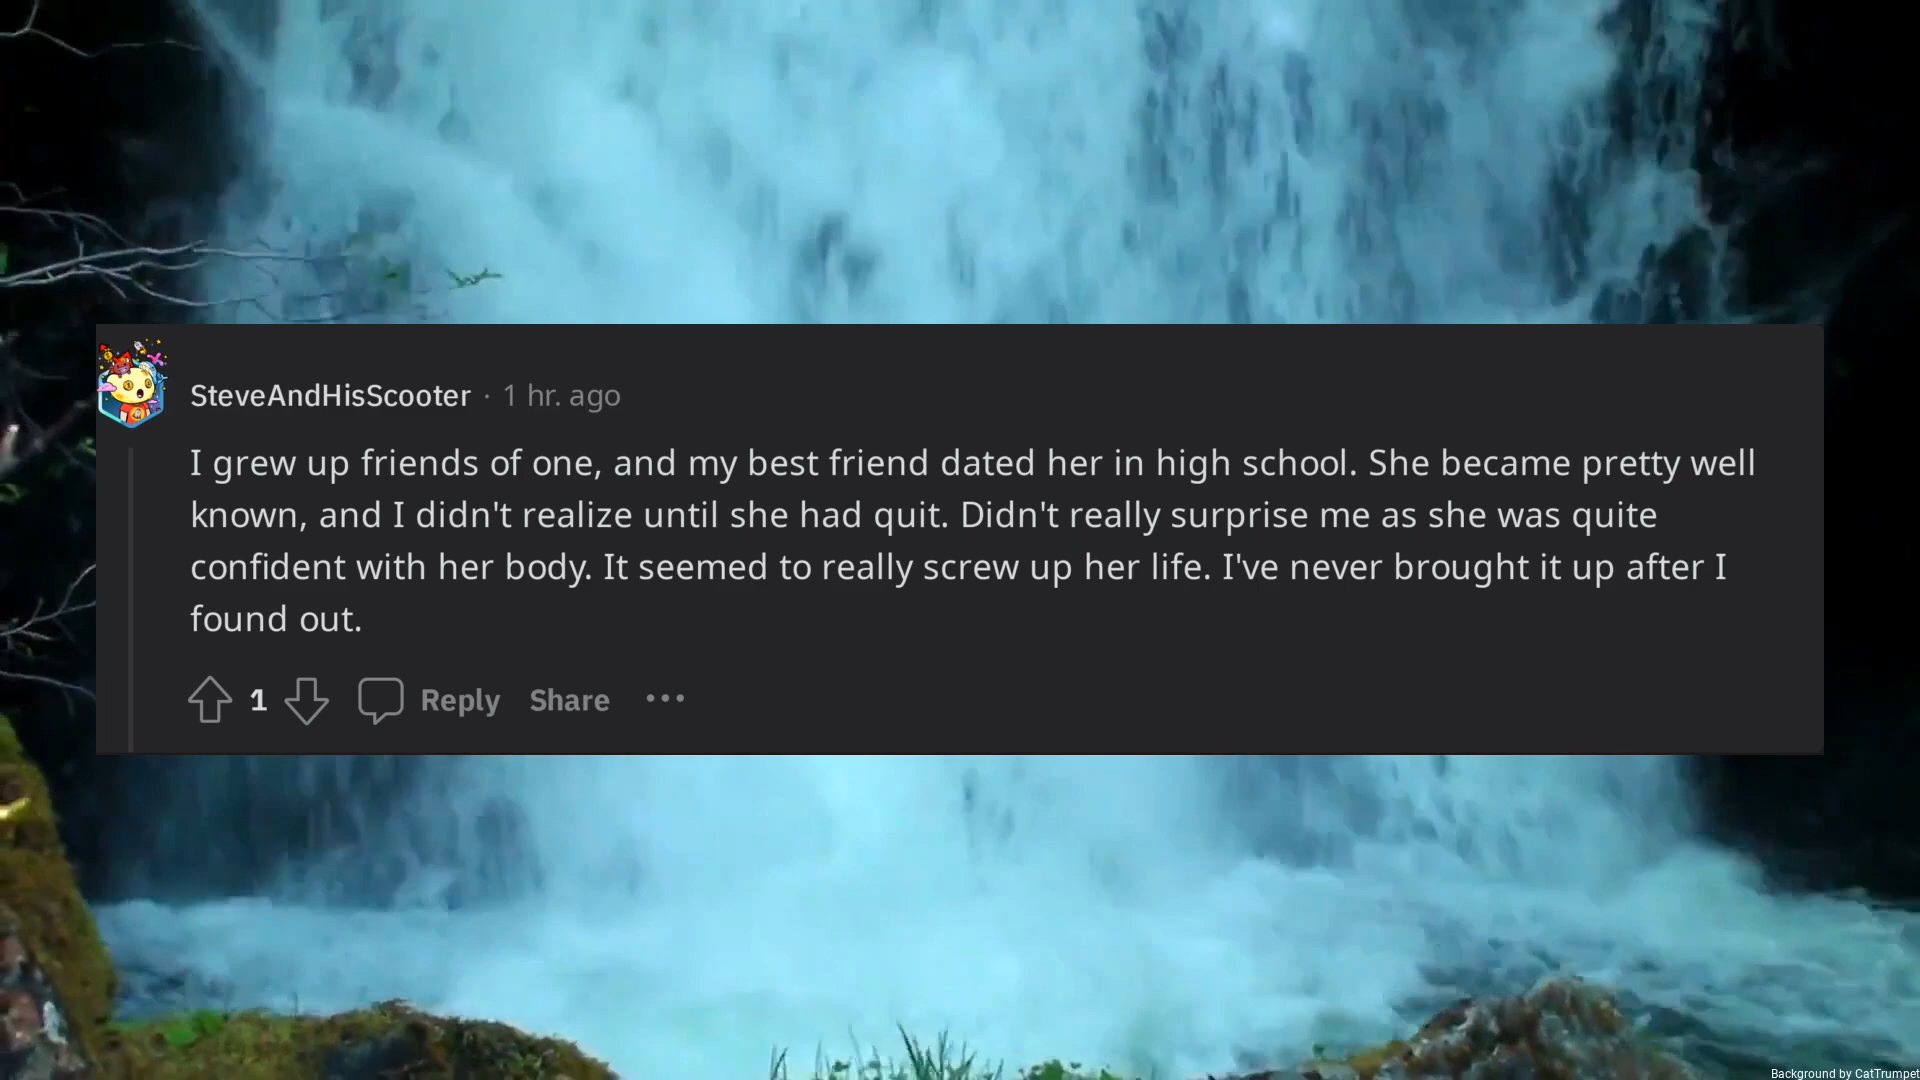 SteveAndHisScooter · 1 hr. ago
I grew up friends of one, and my best friend dated her in high school. She became pretty well
known, and I didn't realize until she had quit. Didn't really surprise me as she was quite
confident with her body. It seemed to really screw up her life. I've never brought it up after I
found out.
1 Reply Share ···
Background by CatTrumpet